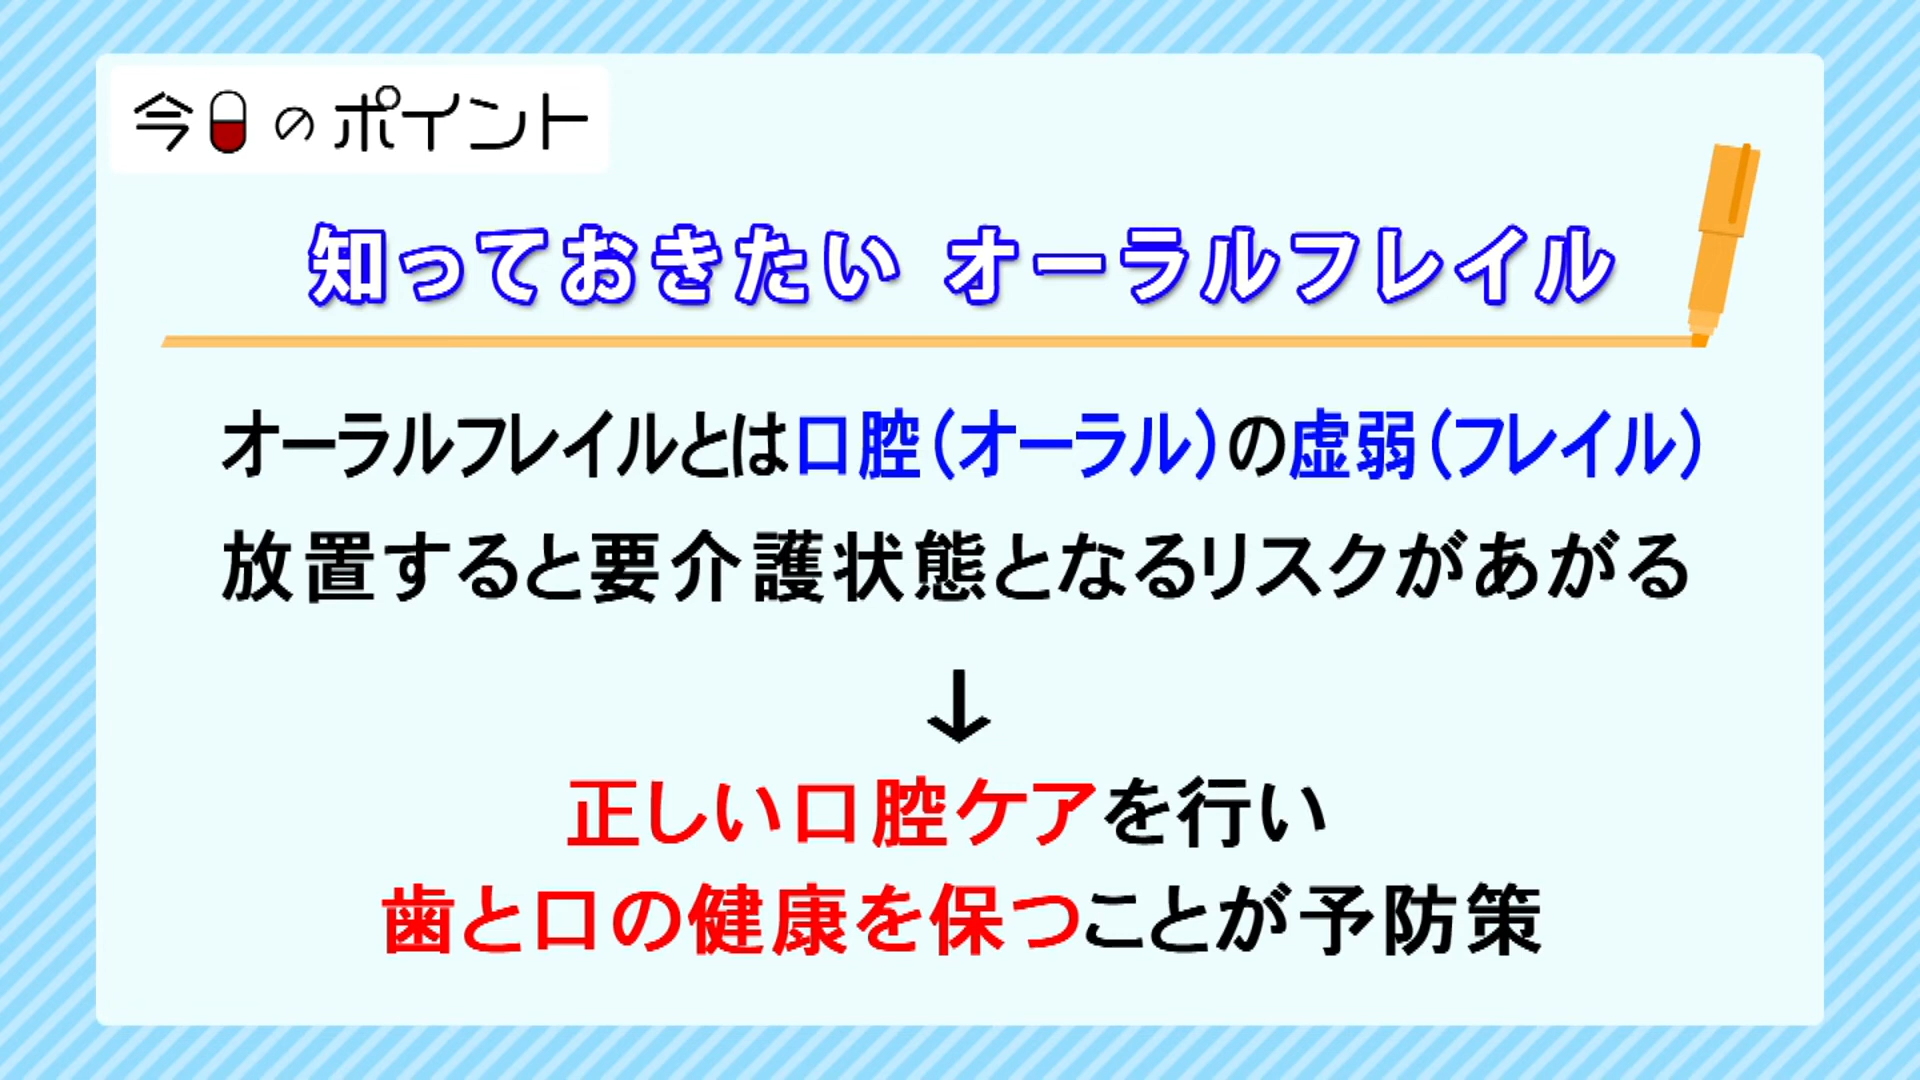 今日のポイント
知っておきたい オーラルフレイル
オーラルフレイルとは口腔（オーラル）の虚弱（フレイル）
放置すると要介護状態となるリスクがあがる
↓
正しい口腔ケアを行い
歯と口の健康を保つことが予防策